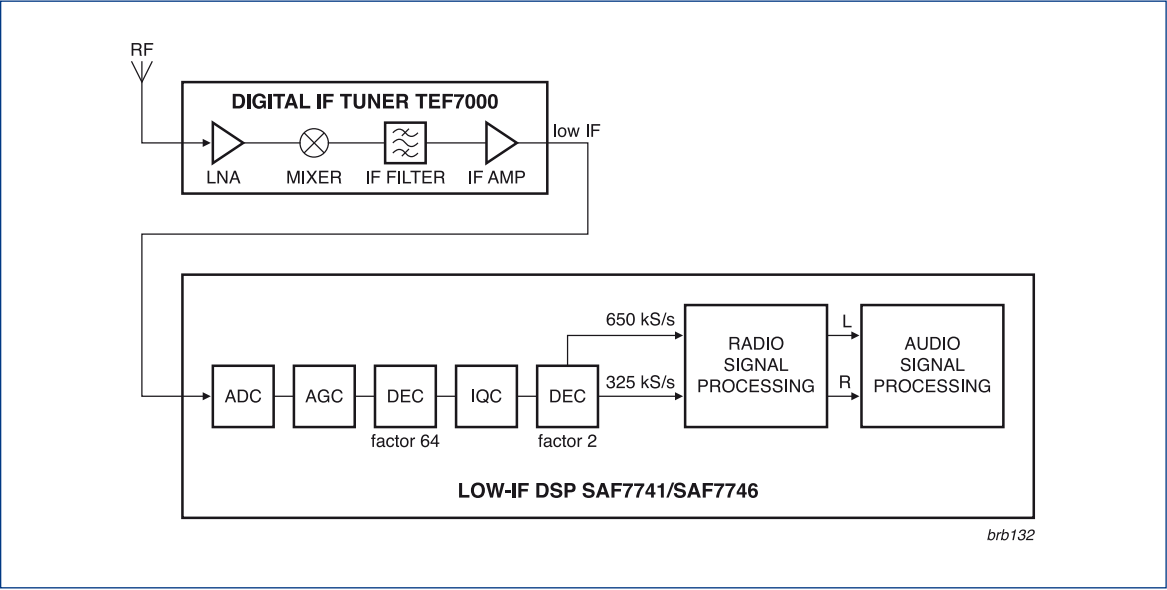 RF
DIGITAL IF TUNER TEF7000
low IF
LNA
MIXER
IF FILTER
IF AMP
650 kS/s
325 kS/s
ADC
AGC
DEC
factor 64
IQC
DEC
factor 2
RADIO
SIGNAL
PROCESSING
L
R
AUDIO
SIGNAL
PROCESSING
LOW-IF DSP SAF7741/SAF7746
brb132